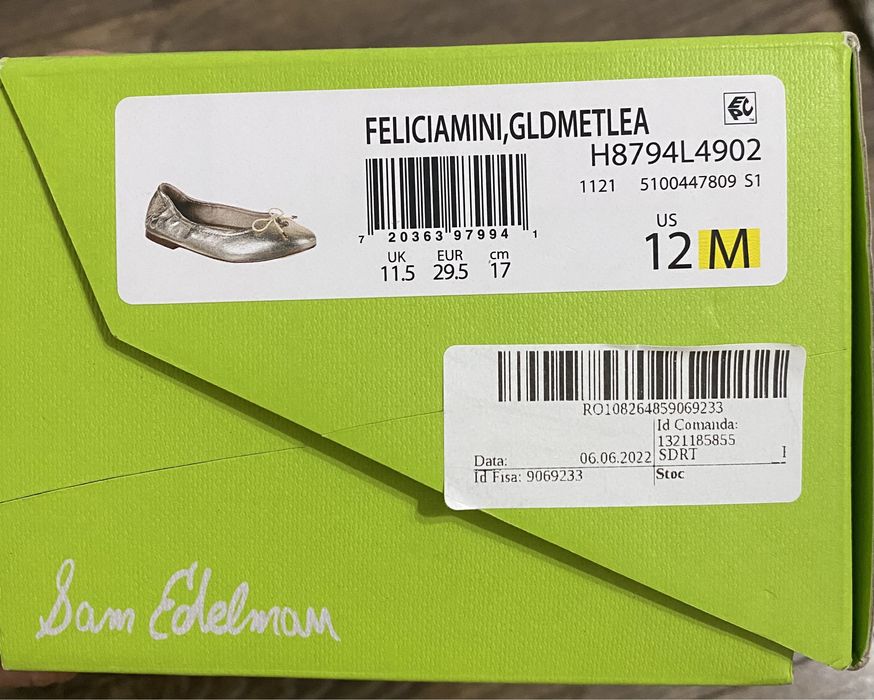 FELICIAMINI,GLDMETLEA
EPC
H8794L4902
1121 5100447809 S1
7 20363 97994 1
UK EUR cm
11.5 29.5 17
US
12 M
RO108264859069233
Id Comanda:
1321185855
Data: 06.06.2022 SDRT
Id Fisa: 9069233 Stoc
Sam Edelman